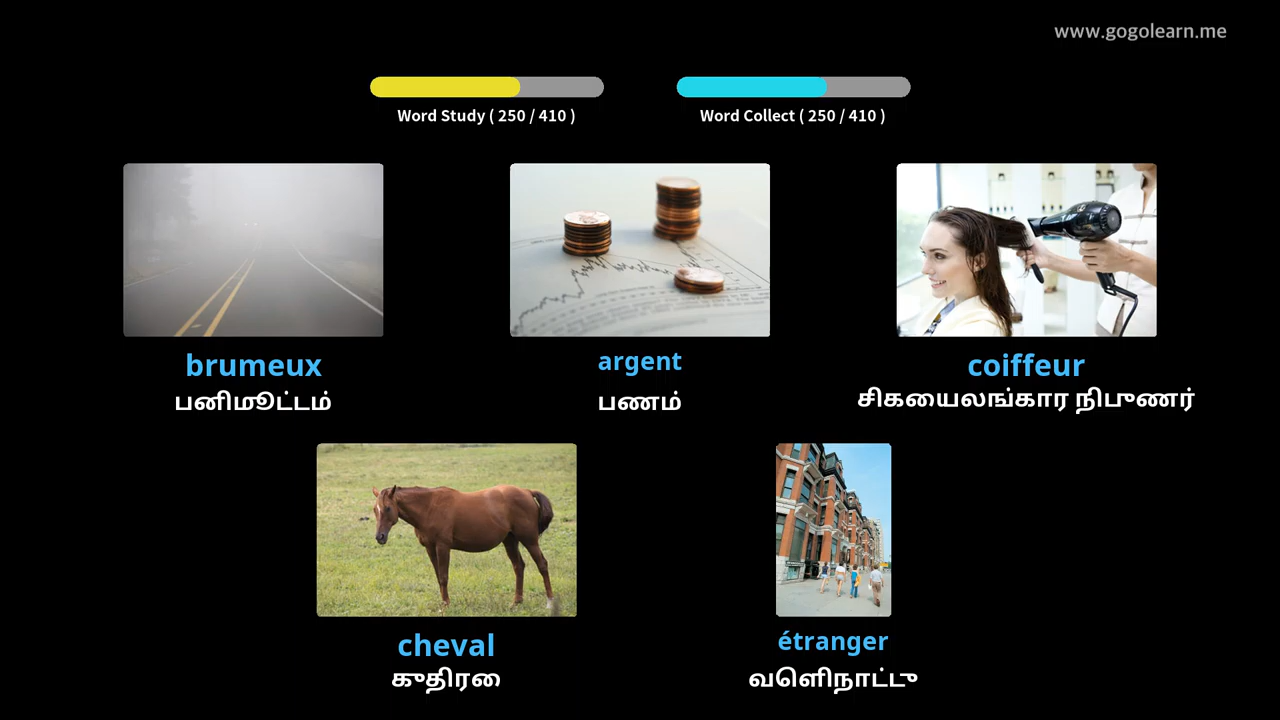 www.gogolearn.me
Word Study ( 250 / 410 )
Word Collect ( 250 / 410 )
brumeux
பனிமூட்டம்
argent
பணம்
coiffeur
சிகையலங்கார நிபுணர்
cheval
குதிரை
étranger
வெளிநாட்டு